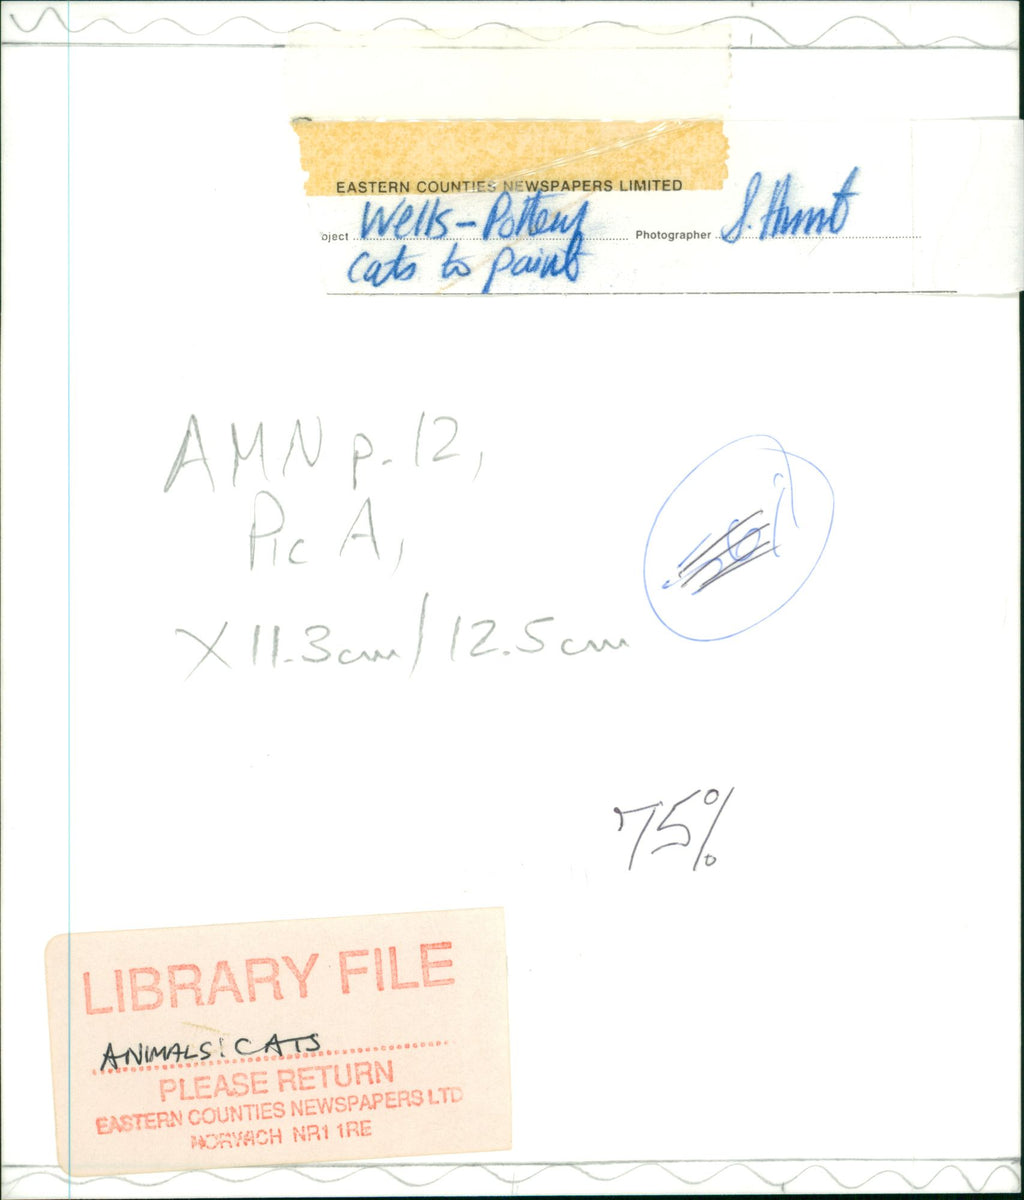 EASTERN COUNTIES NEWSPAPERS LIMITED
oject Wells - Pottery Photographer S. Hunt
cats to paint
AMN p. 12,
Pic A,
X 11.3cm / 12.5cm
75%
LIBRARY FILE
ANIMALS: CATS
PLEASE RETURN
EASTERN COUNTIES NEWSPAPERS LTD
NORWICH NR1 1RE